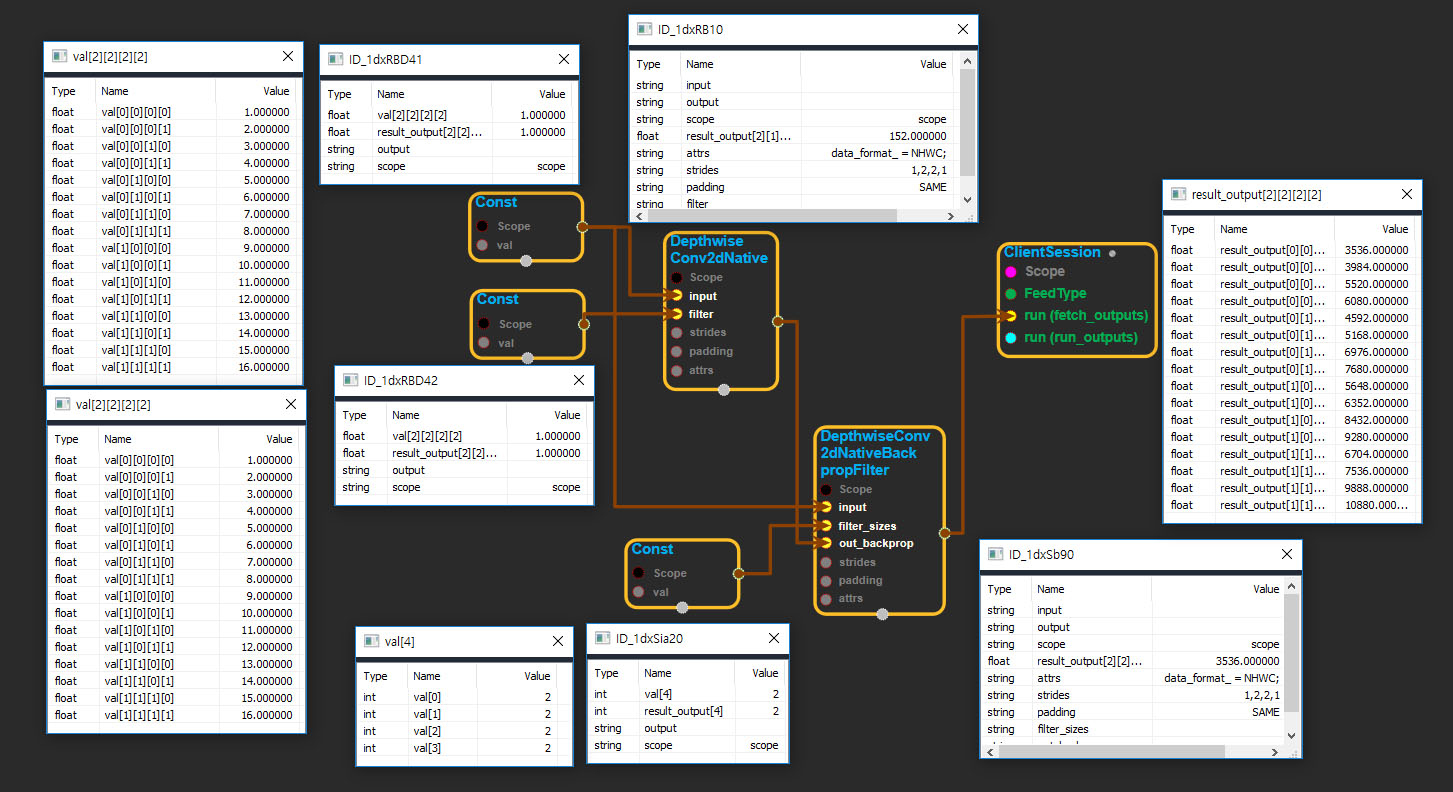 val[2][2][2][2]
Type Name Value
float val[0][0][0][0] 1.000000
float val[0][0][0][1] 2.000000
float val[0][0][1][0] 3.000000
float val[0][0][1][1] 4.000000
float val[0][1][0][0] 5.000000
float val[0][1][0][1] 6.000000
float val[0][1][1][0] 7.000000
float val[0][1][1][1] 8.000000
float val[1][0][0][0] 9.000000
float val[1][0][0][1] 10.000000
float val[1][0][1][0] 11.000000
float val[1][0][1][1] 12.000000
float val[1][1][0][0] 13.000000
float val[1][1][0][1] 14.000000
float val[1][1][1][0] 15.000000
float val[1][1][1][1] 16.000000
ID_1dxRBD41
Type Name Value
float val[2][2][2][2] 1.000000
float result_output[2][2]... 1.000000
string output
string scope scope
ID_1dxRB10
Type Name Value
string input
string output
string scope scope
float result_output[2][1]... 152.000000
string attrs data_format_ = NHWC;
string strides 1,2,2,1
string padding SAME
string filter
Const
Scope
val
Const
Scope
val
Depthwise
Conv2dNative
Scope
input
filter
strides
padding
attrs
ClientSession
Scope
FeedType
run (fetch_outputs)
run (run_outputs)
result_output[2][2][2][2]
Type Name Value
float result_output[0][0]... 3536.000000
float result_output[0][0]... 3984.000000
float result_output[0][0]... 5520.000000
float result_output[0][0]... 6080.000000
float result_output[0][1]... 4592.000000
float result_output[0][1]... 5168.000000
float result_output[0][1]... 6976.000000
float result_output[0][1]... 7680.000000
float result_output[1][0]... 5648.000000
float result_output[1][0]... 6352.000000
float result_output[1][0]... 8432.000000
float result_output[1][0]... 9280.000000
float result_output[1][1]... 6704.000000
float result_output[1][1]... 7536.000000
float result_output[1][1]... 9888.000000
float result_output[1][1]... 10880.000...
val[2][2][2][2]
Type Name Value
float val[0][0][0][0] 1.000000
float val[0][0][0][1] 2.000000
float val[0][0][1][0] 3.000000
float val[0][0][1][1] 4.000000
float val[0][1][0][0] 5.000000
float val[0][1][0][1] 6.000000
float val[0][1][1][0] 7.000000
float val[0][1][1][1] 8.000000
float val[1][0][0][0] 9.000000
float val[1][0][0][1] 10.000000
float val[1][0][1][0] 11.000000
float val[1][0][1][1] 12.000000
float val[1][1][0][0] 13.000000
float val[1][1][0][1] 14.000000
float val[1][1][1][0] 15.000000
float val[1][1][1][1] 16.000000
ID_1dxRBD42
Type Name Value
float val[2][2][2][2] 1.000000
float result_output[2][2]... 1.000000
string output
string scope scope
DepthwiseConv
2dNativeBack
propFilter
Scope
input
filter_sizes
out_backprop
strides
padding
attrs
Const
Scope
val
val[4]
Type Name Value
int val[0] 2
int val[1] 2
int val[2] 2
int val[3] 2
ID_1dxSia20
Type Name Value
int val[4] 2
int result_output[4] 2
string output
string scope scope
ID_1dxSb90
Type Name Value
string input
string output
string scope scope
float result_output[2][2]... 3536.000000
string attrs data_format_ = NHWC;
string strides 1,2,2,1
string padding SAME
string filter_sizes